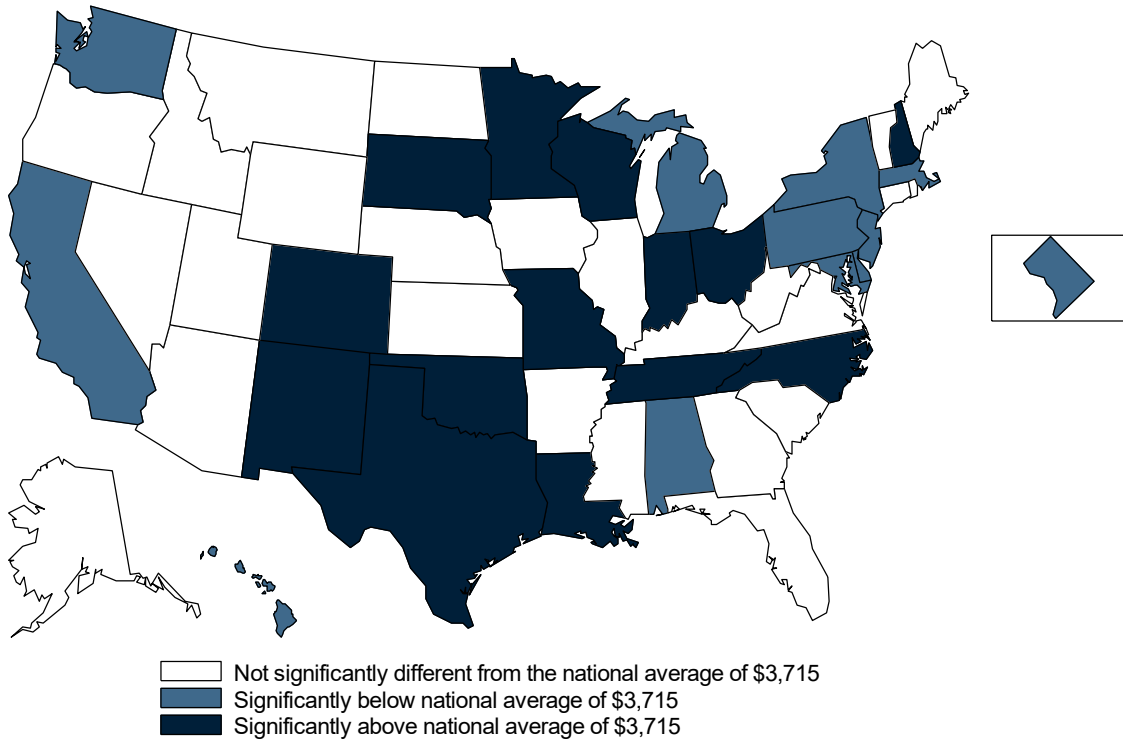 Not significantly different from the national average of $3,715
Significantly below national average of $3,715
Significantly above national average of $3,715